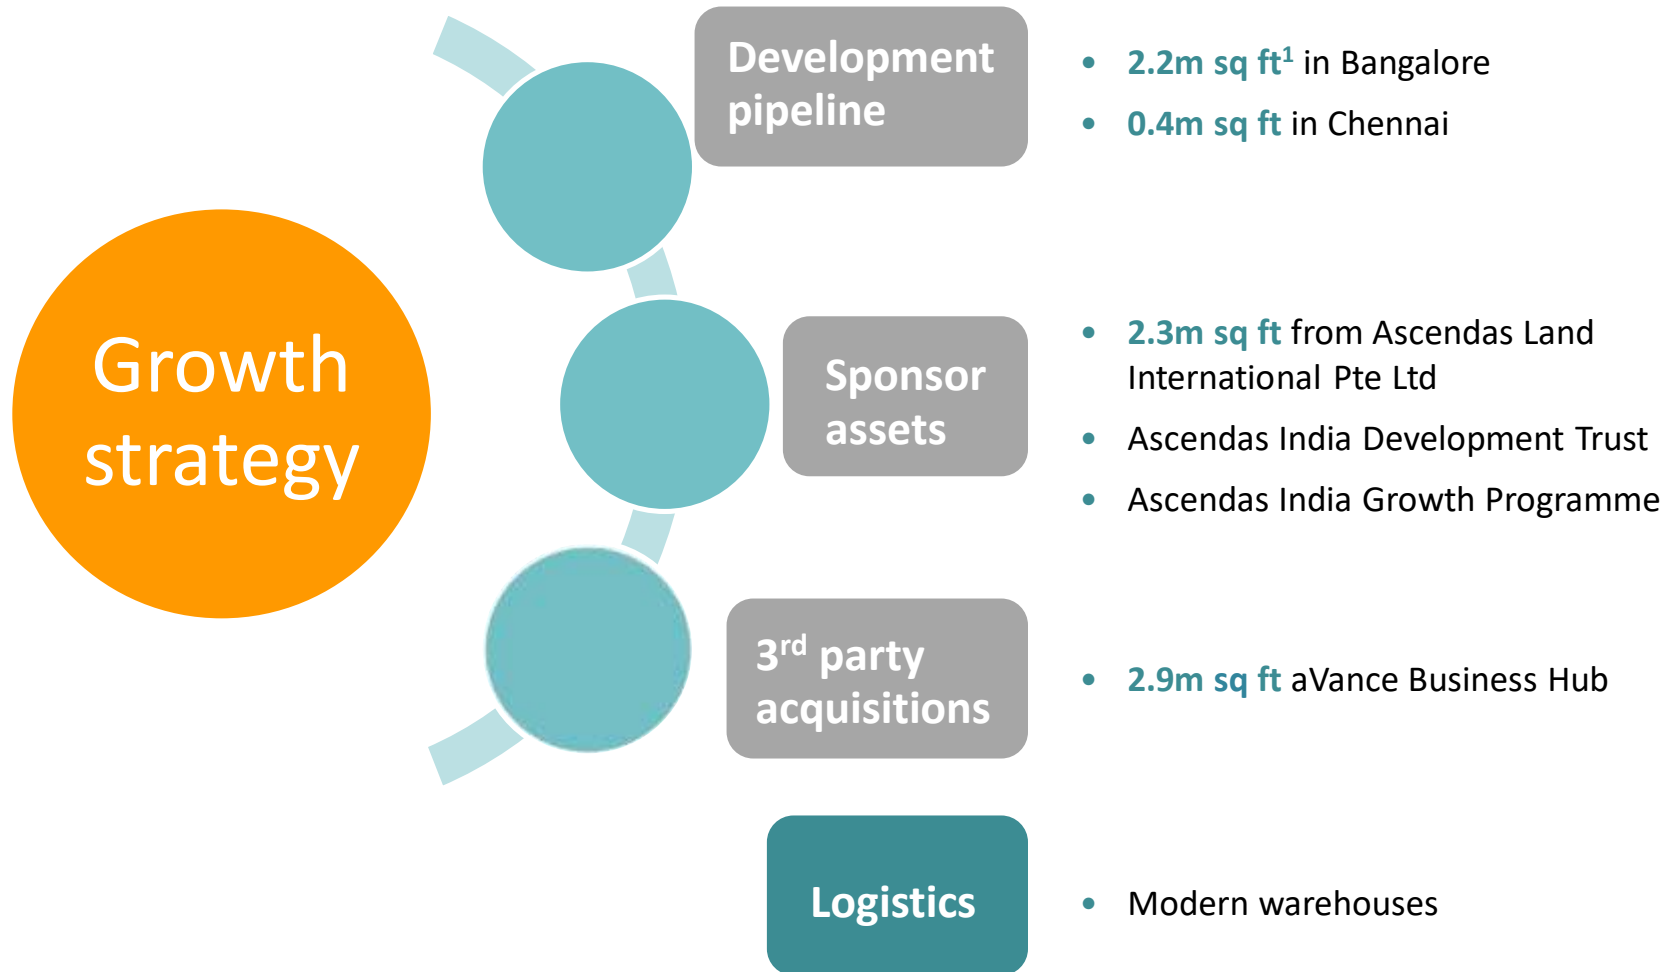 Growth
strategy
Development
pipeline
• 2.2m sq ft¹ in Bangalore
• 0.4m sq ft in Chennai
Sponsor
assets
• 2.3m sq ft from Ascendas Land
International Pte Ltd
• Ascendas India Development Trust
• Ascendas India Growth Programme
3rd party
acquisitions
• 2.9m sq ft aVance Business Hub
Logistics
• Modern warehouses